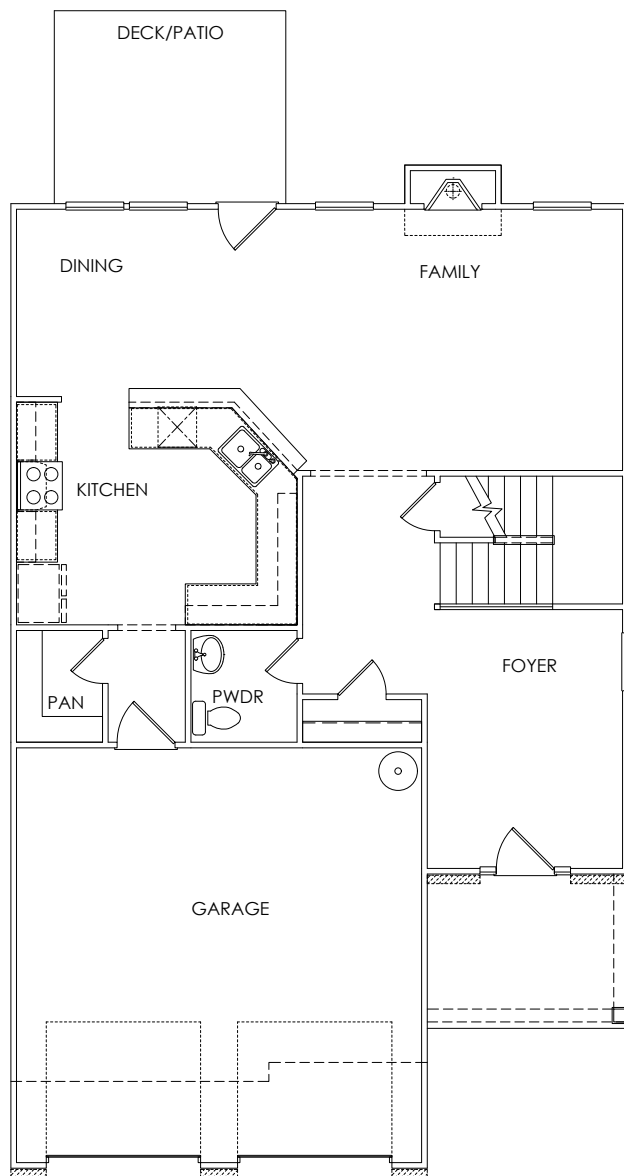 DECK/PATIO
DINING
FAMILY
KITCHEN
FOYER
PAN
PWDR
GARAGE